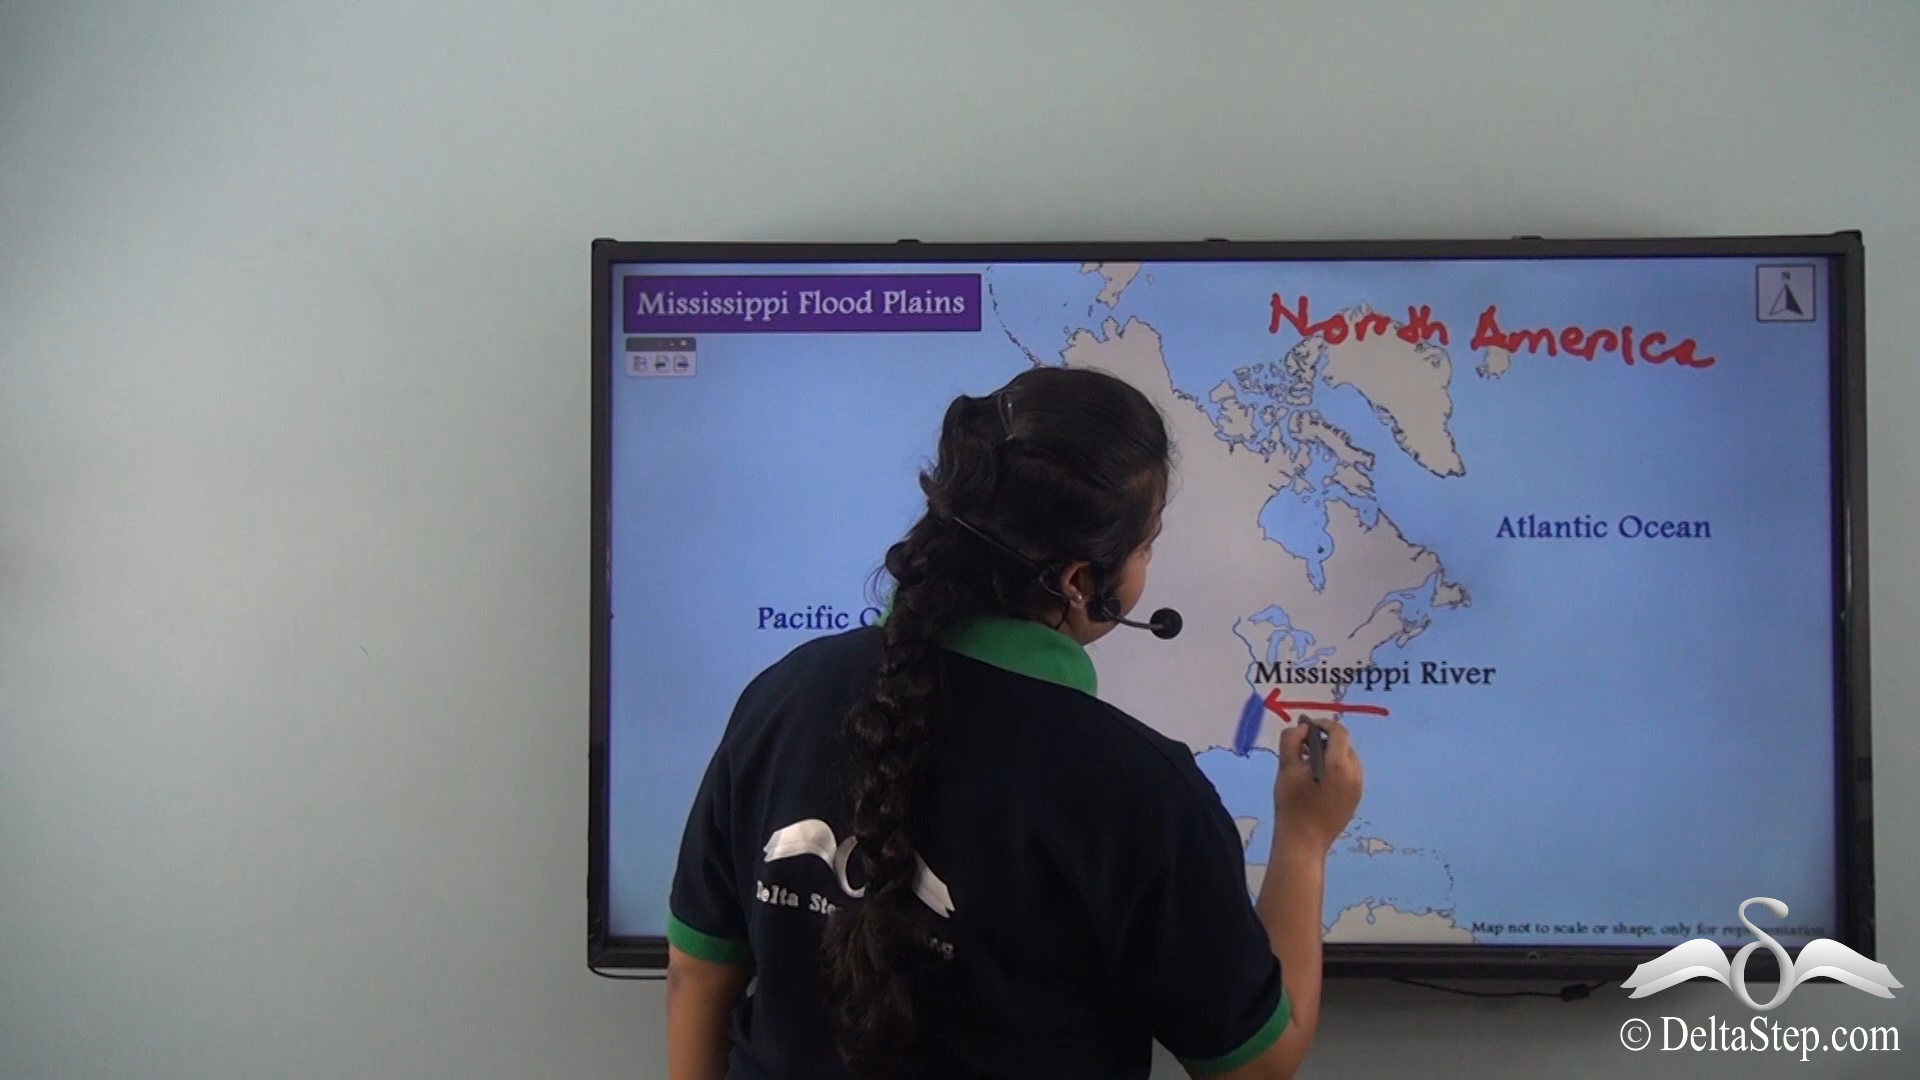 Mississippi Flood Plains
N
North America
Atlantic Ocean
Pacific
Mississippi River
Delta
Map not to scale or shape, only for representation.
© DeltaStep.com